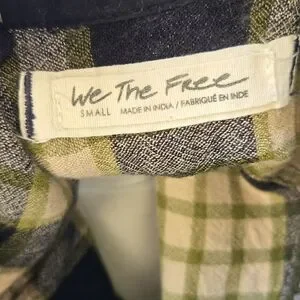 We The Free
SMALL MADE IN INDIA / FABRIQUÉ EN INDE